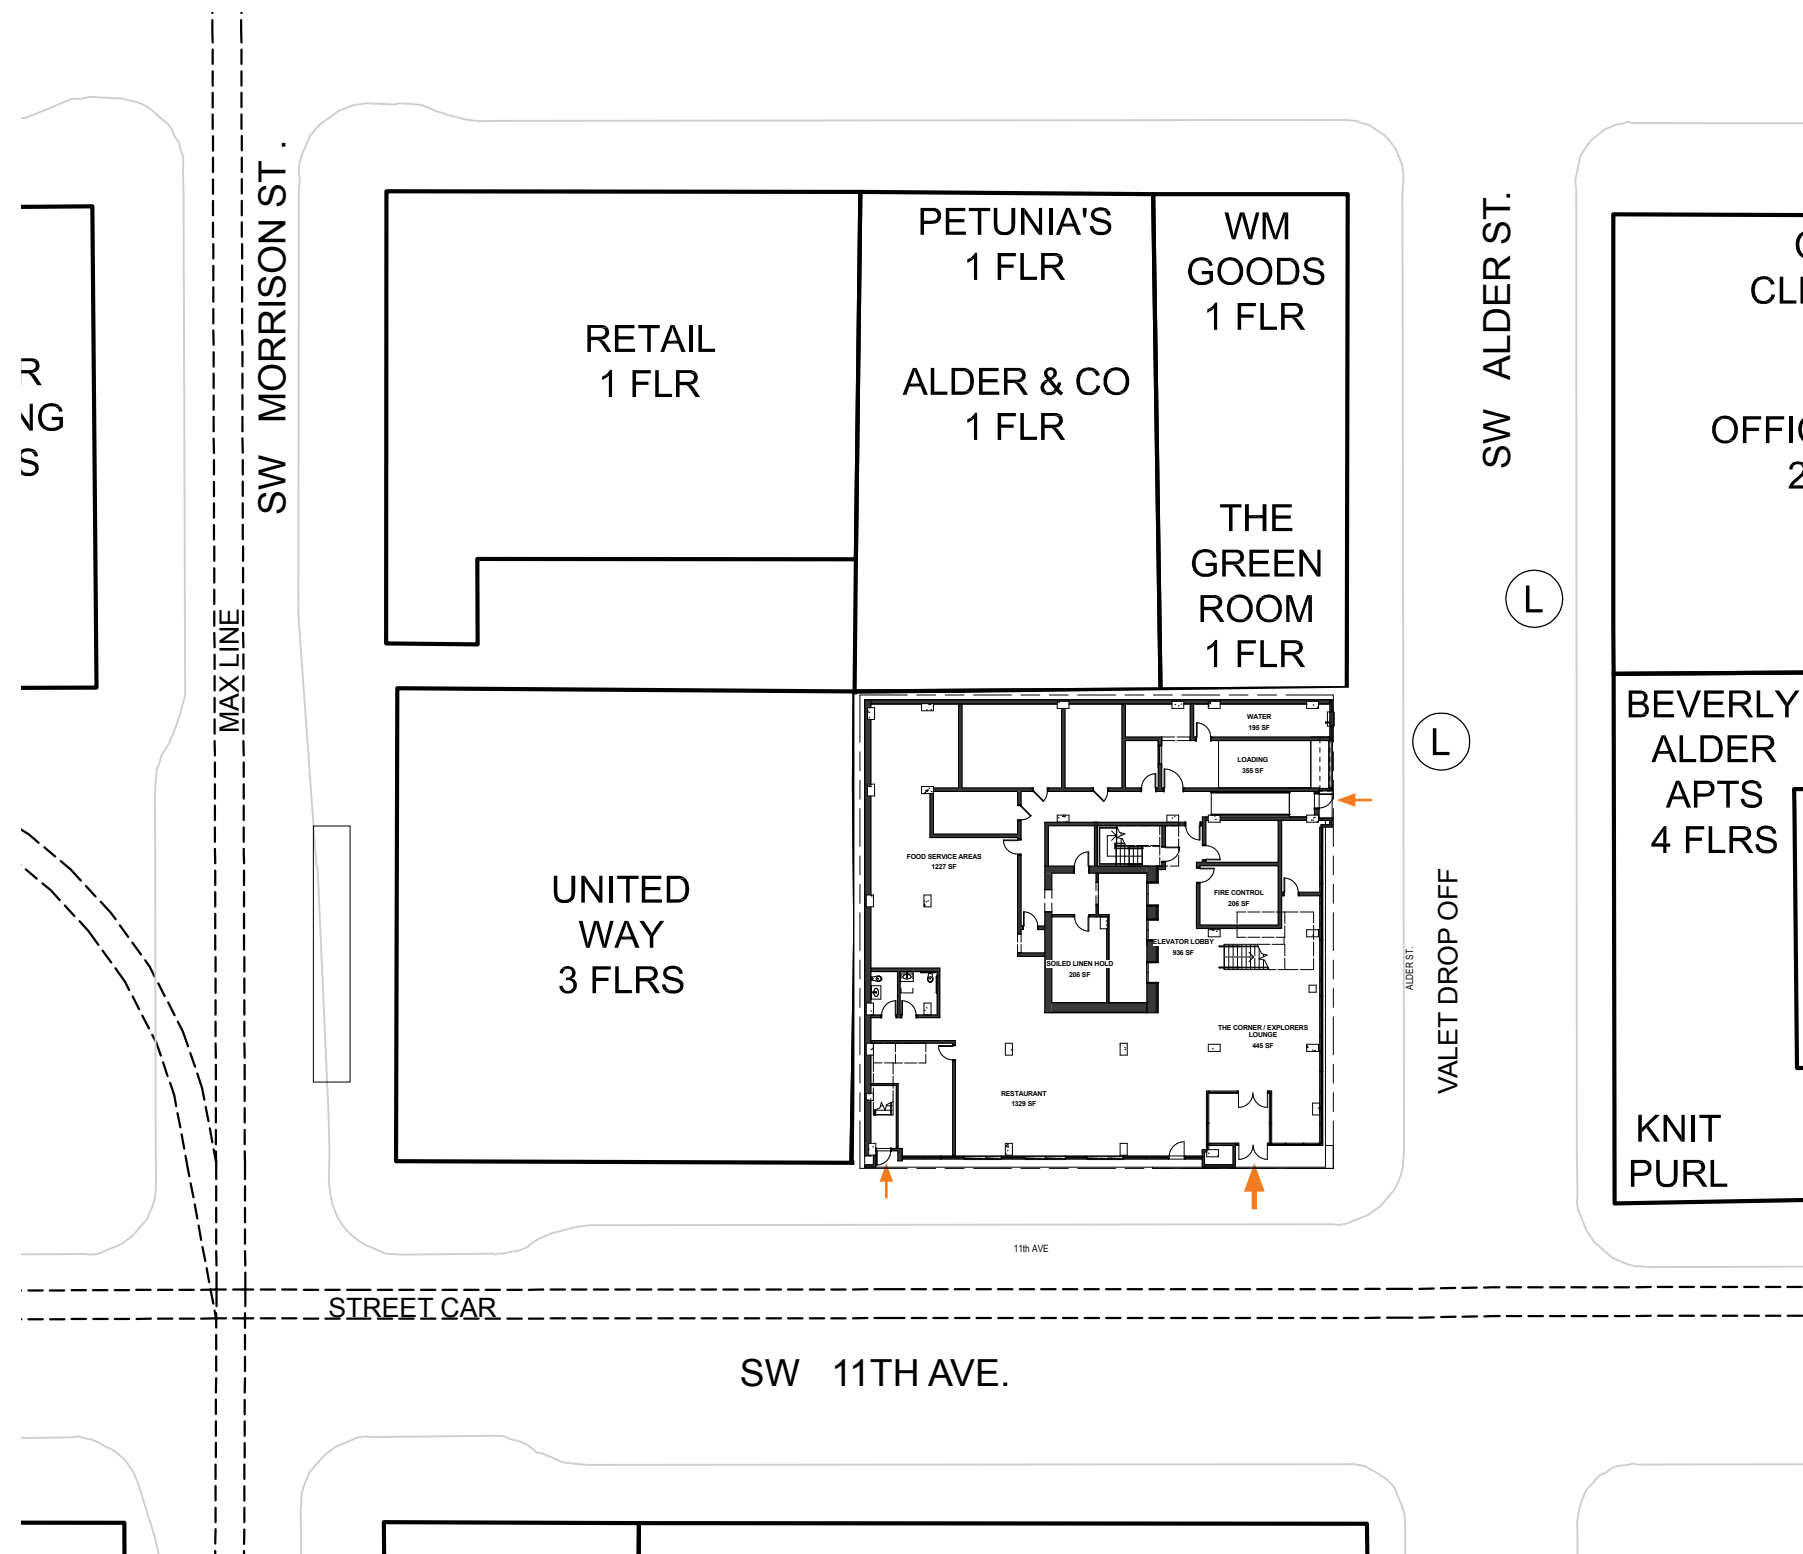 SW MORRISON ST.
MAX LINE
RETAIL
1 FLR
PETUNIA'S
1 FLR
ALDER & CO
1 FLR
WM
GOODS
1 FLR
THE
GREEN
ROOM
1 FLR
SW ALDER ST.
L
L
UNITED
WAY
3 FLRS
WATER
195 SF
LOADING
355 SF
FOOD SERVICE AREAS
1227 SF
FIRE CONTROL
206 SF
ELEVATOR LOBBY
936 SF
SOILED LINEN HOLD
206 SF
THE CORNER / EXPLORERS
LOUNGE
445 SF
RESTAURANT
1329 SF
ALDER ST.
VALET DROP OFF
BEVERLY
ALDER
APTS
4 FLRS
KNIT
PURL
11th AVE
STREET CAR
SW 11TH AVE.